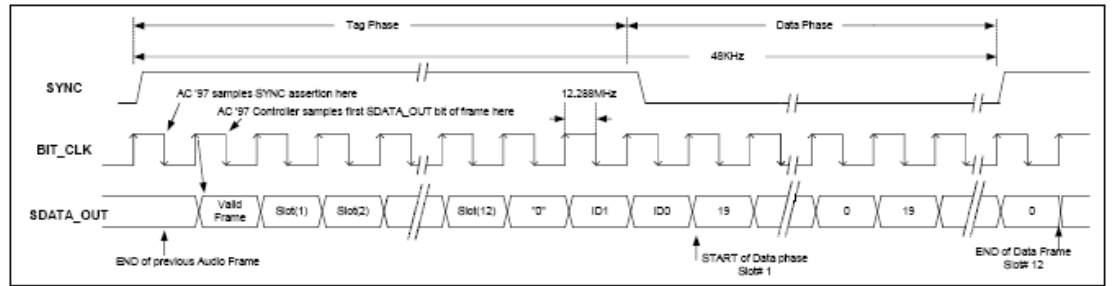 Tag Phase
Data Phase
48KHz
SYNC
AC '97 samples SYNC assertion here
12.288MHz
AC '97 Controller samples first SDATA_OUT bit of frame here
BIT_CLK
SDATA_OUT
Valid
Frame
Slot(1)
Slot(2)
Slot(12)
"0"
ID1
ID0
19
0
19
0
END of previous Audio Frame
START of Data phase
Slot# 1
END of Data Frame
Slot# 12